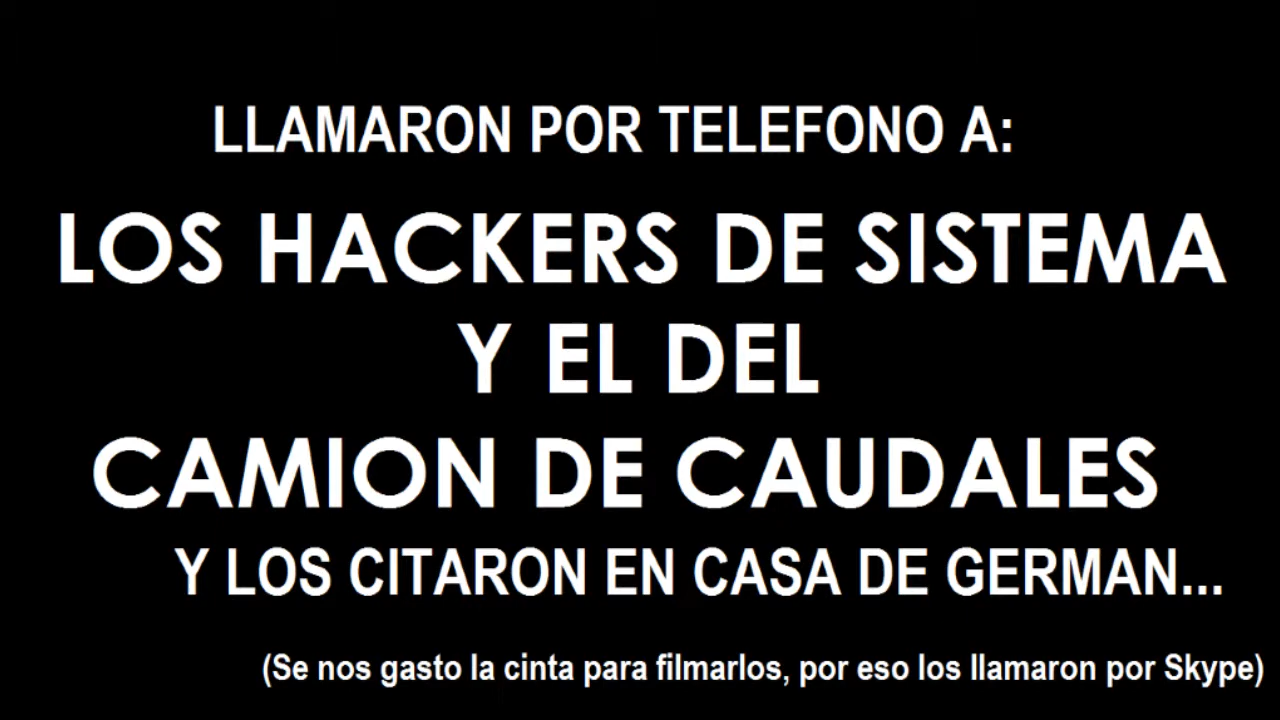 LLAMARON POR TELEFONO A:
LOS HACKERS DE SISTEMA
Y EL DEL
CAMION DE CAUDALES
Y LOS CITARON EN CASA DE GERMAN...
(Se nos gasto la cinta para filmarlos, por eso los llamaron por Skype)